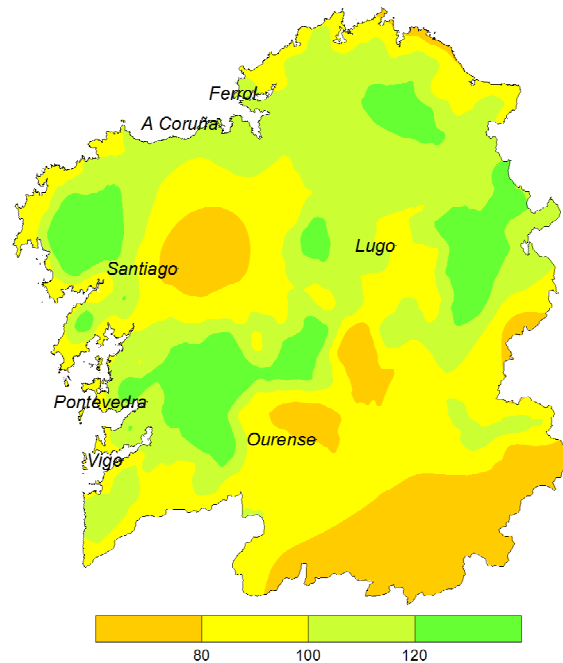 Ferrol
A Coruña
Lugo
Santiago
Pontevedra
Ourense
Vigo
80 100 120